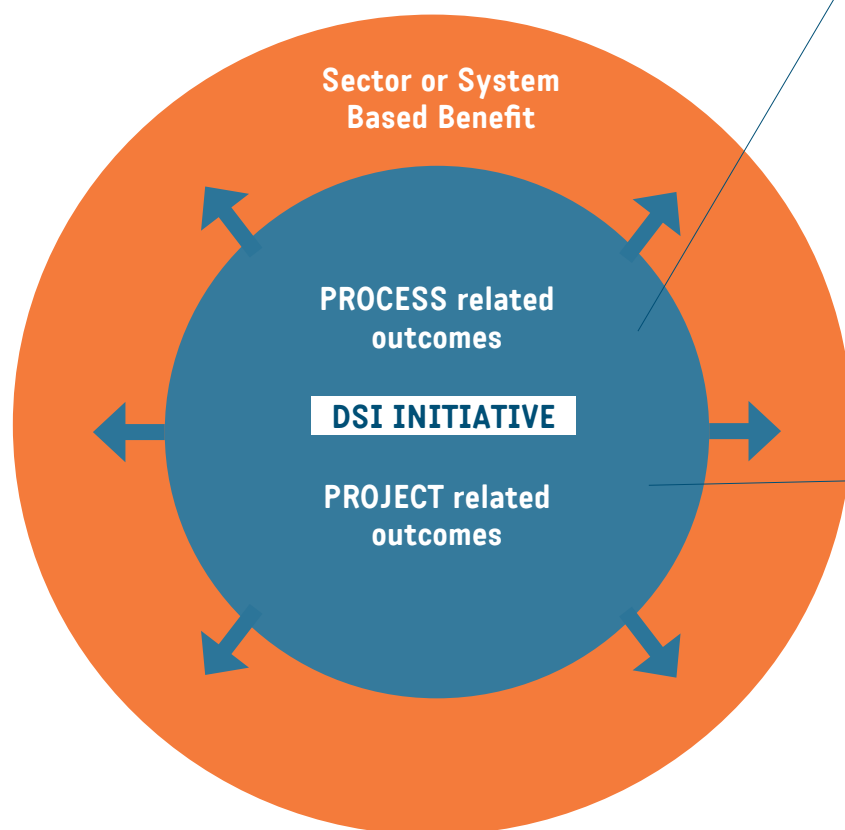 Sector or System
Based Benefit
PROCESS related
outcomes
DSI INITIATIVE
PROJECT related
outcomes